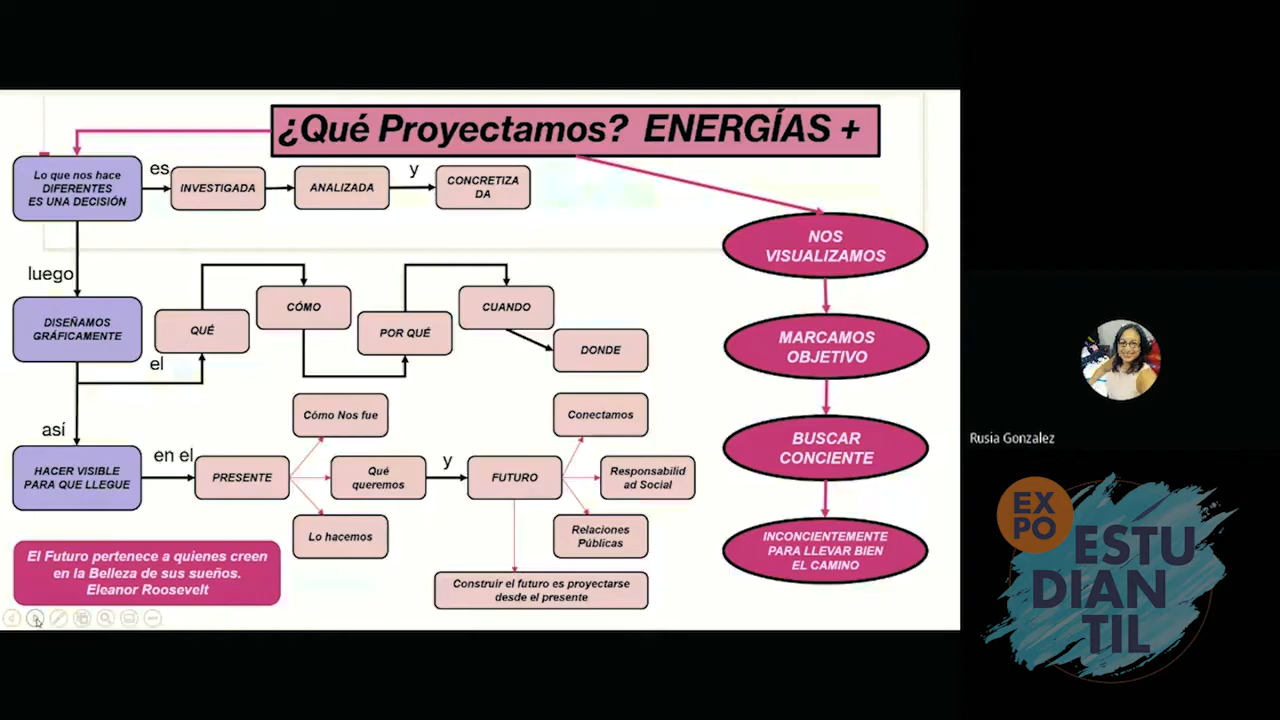 ¿Qué Proyectamos? ENERGÍAS +
Lo que nos hace
DIFERENTES
ES UNA DECISIÓN
es
INVESTIGADA
ANALIZADA
y
CONCRETIZA
DA
luego
DISEÑAMOS
GRÁFICAMENTE
el
QUÉ
CÓMO
POR QUÉ
CUANDO
DONDE
así
HACER VISIBLE
PARA QUE LLEGUE
en el
PRESENTE
Cómo Nos fue
Qué
queremos
Lo hacemos
y
FUTURO
Conectamos
Responsabilid
ad Social
Relaciones
Públicas
Construir el futuro es proyectarse
desde el presente
El Futuro pertenece a quienes creen
en la Belleza de sus sueños.
Eleanor Roosevelt
NOS
VISUALIZAMOS
MARCAMOS
OBJETIVO
BUSCAR
CONCIENTE
INCONCIENTEMENTE
PARA LLEVAR BIEN
EL CAMINO
Rusia Gonzalez
EX
PO
ESTU
DIAN
TIL